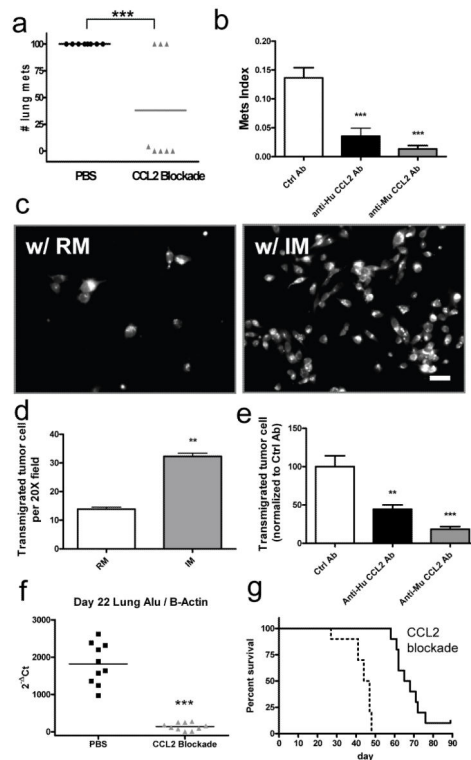 a
***
# lung mets
100
75
50
25
0
PBS
CCL2 Blockade
b
Mets Index
0.20
0.15
0.10
0.05
0.00
***
***
Ctrl Ab
anti-Hu CCL2 Ab
anti-Mu CCL2 Ab
c
w/ RM
w/ IM
d
Transmigrated tumor cell
per 20X field
40
30
20
10
0
**
RM
IM
e
Transmigrated tumor cell
(normalized to Ctrl Ab)
150
100
50
0
**
***
Ctrl Ab
Anti-Hu CCL2 Ab
Anti-Mu CCL2 Ab
f
Day 22 Lung Alu / B-Actin
2-ΔCt
3000
2000
1000
0
***
PBS
CCL2 Blockade
g
Percent survival
100
75
50
25
0
CCL2
blockade
0 10 20 30 40 50 60 70 80 90
day